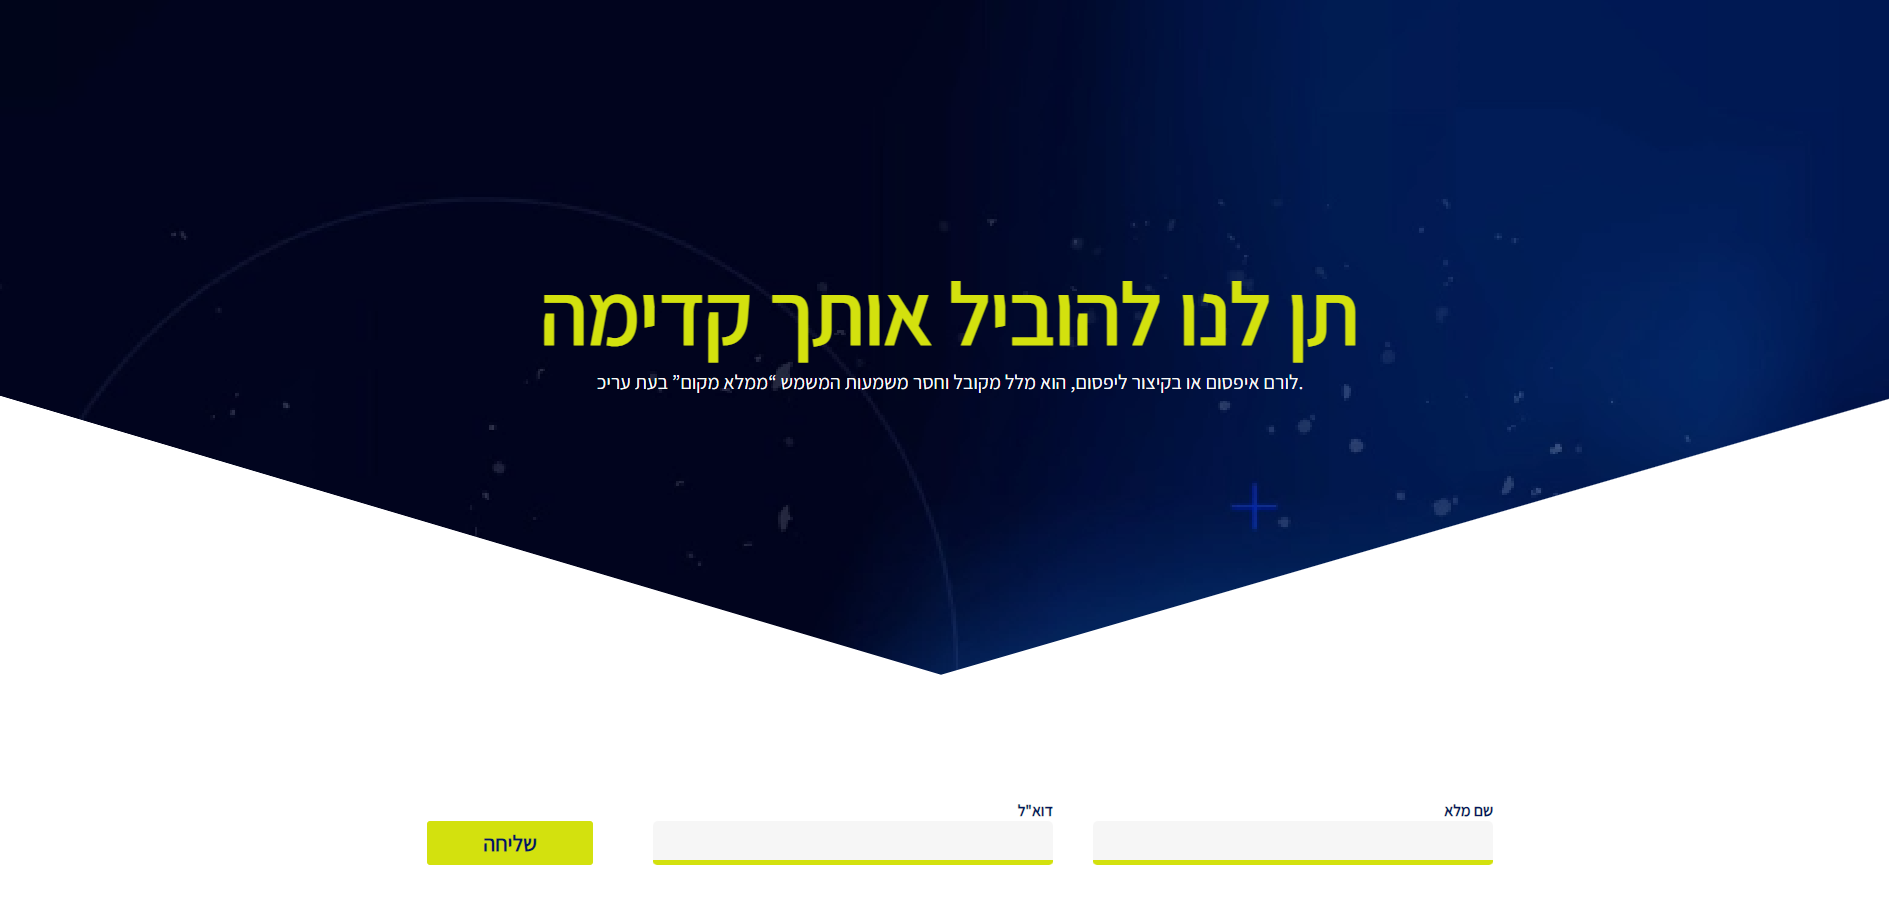 תן לנו להוביל אותך קדימה
.לורם איפסום או בקיצור ליפסום, הוא מלל מקובל וחסר משמעות המשמש “ממלא מקום” בעת עריכ
שם מלא
דוא"ל
שליחה